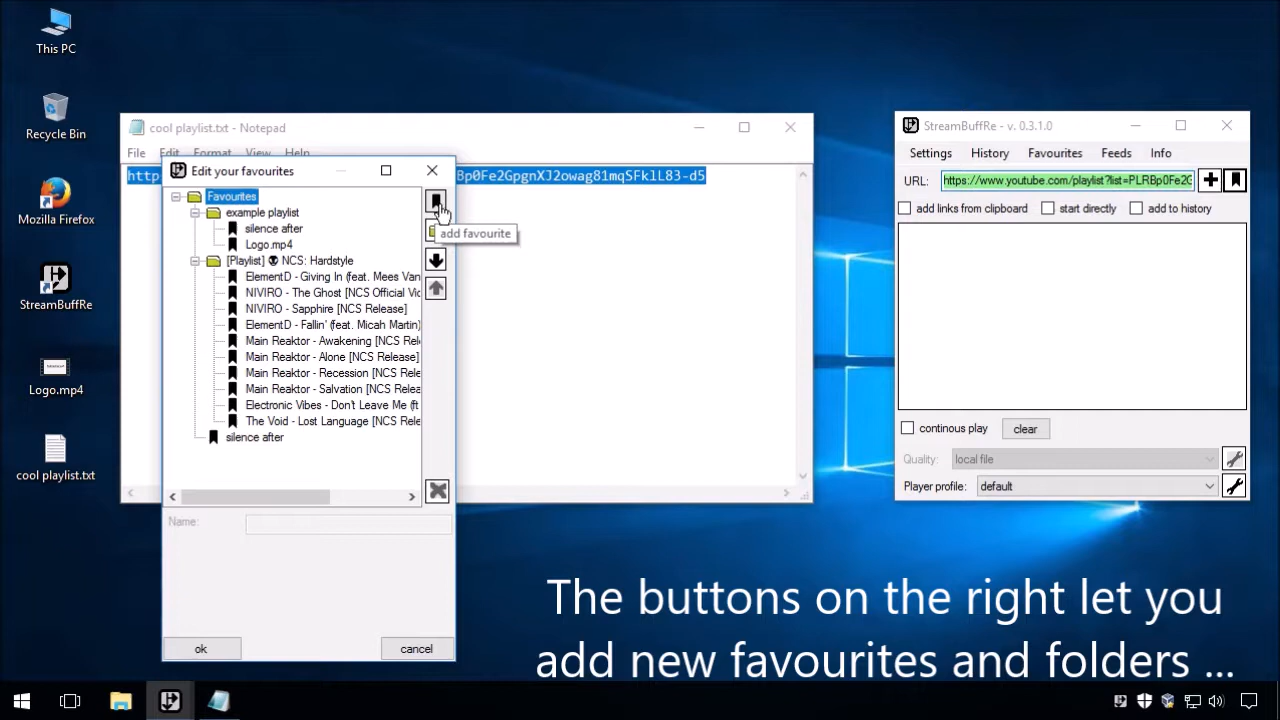 This PC
Recycle Bin
Mozilla Firefox
StreamBuffRe
Logo.mp4
cool playlist.txt
cool playlist.txt - Notepad
File Edit Format View Help
http
Bp0Fe2GpgnXJ2owag81mqSFklL83-d5
Edit your favourites
Favourites
example playlist
silence after
Logo.mp4
[Playlist] NCS: Hardstyle
ElementD - Giving In (feat. Mees Van
NIVIRO - The Ghost [NCS Official Vic
NIVIRO - Sapphire [NCS Release]
ElementD - Fallin' (feat. Micah Martin)
Main Reaktor - Awakening [NCS Rele
Main Reaktor - Alone [NCS Release]
Main Reaktor - Recession [NCS Rele
Main Reaktor - Salvation [NCS Relea
Electronic Vibes - Don't Leave Me (ft
The Void - Lost Language [NCS Rele
silence after
add favourite
Name:
ok
cancel
StreamBuffRe - v. 0.3.1.0
Settings History Favourites Feeds Info
URL: https://www.youtube.com/playlist?list=PLRBp0Fe2G
add links from clipboard start directly add to history
continous play clear
Quality: local file
Player profile: default
The buttons on the right let you
add new favourites and folders ...